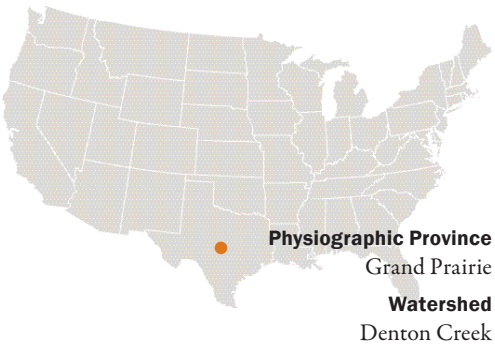 Physiographic Province
Grand Prairie
Watershed
Denton Creek